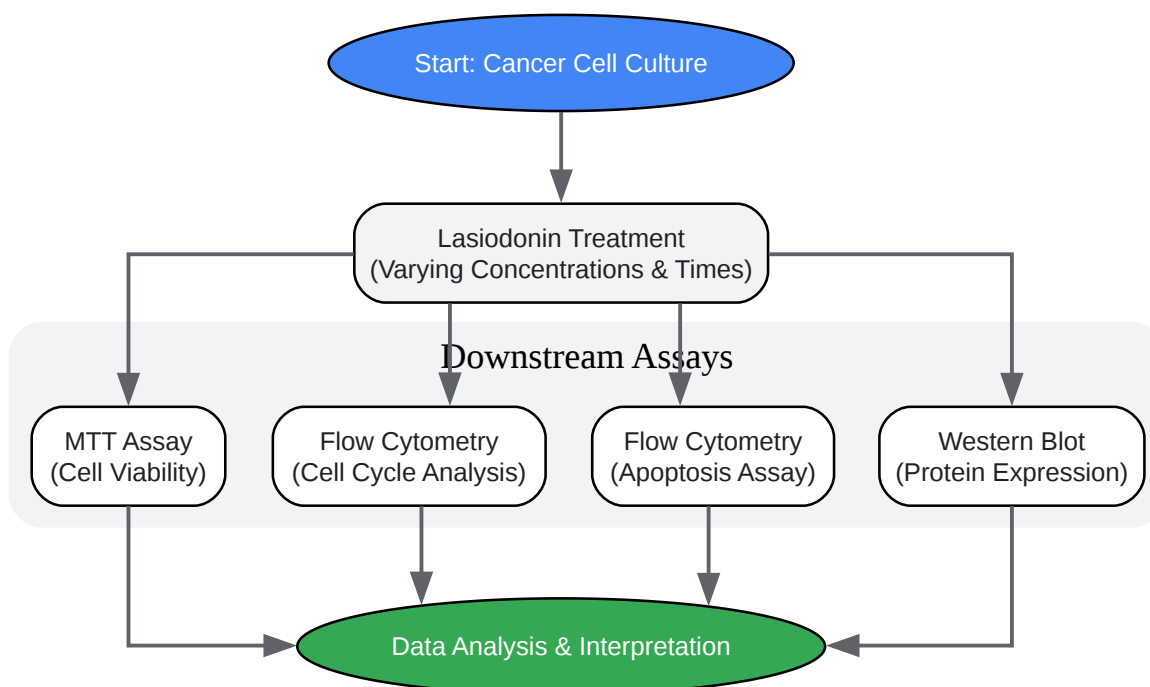 Start: Cancer Cell Culture
Lasiodonin Treatment
(Varying Concentrations & Times)
Downstream Assays
MTT Assay
(Cell Viability)
Flow Cytometry
(Cell Cycle Analysis)
Flow Cytometry
(Apoptosis Assay)
Western Blot
(Protein Expression)
Data Analysis & Interpretation